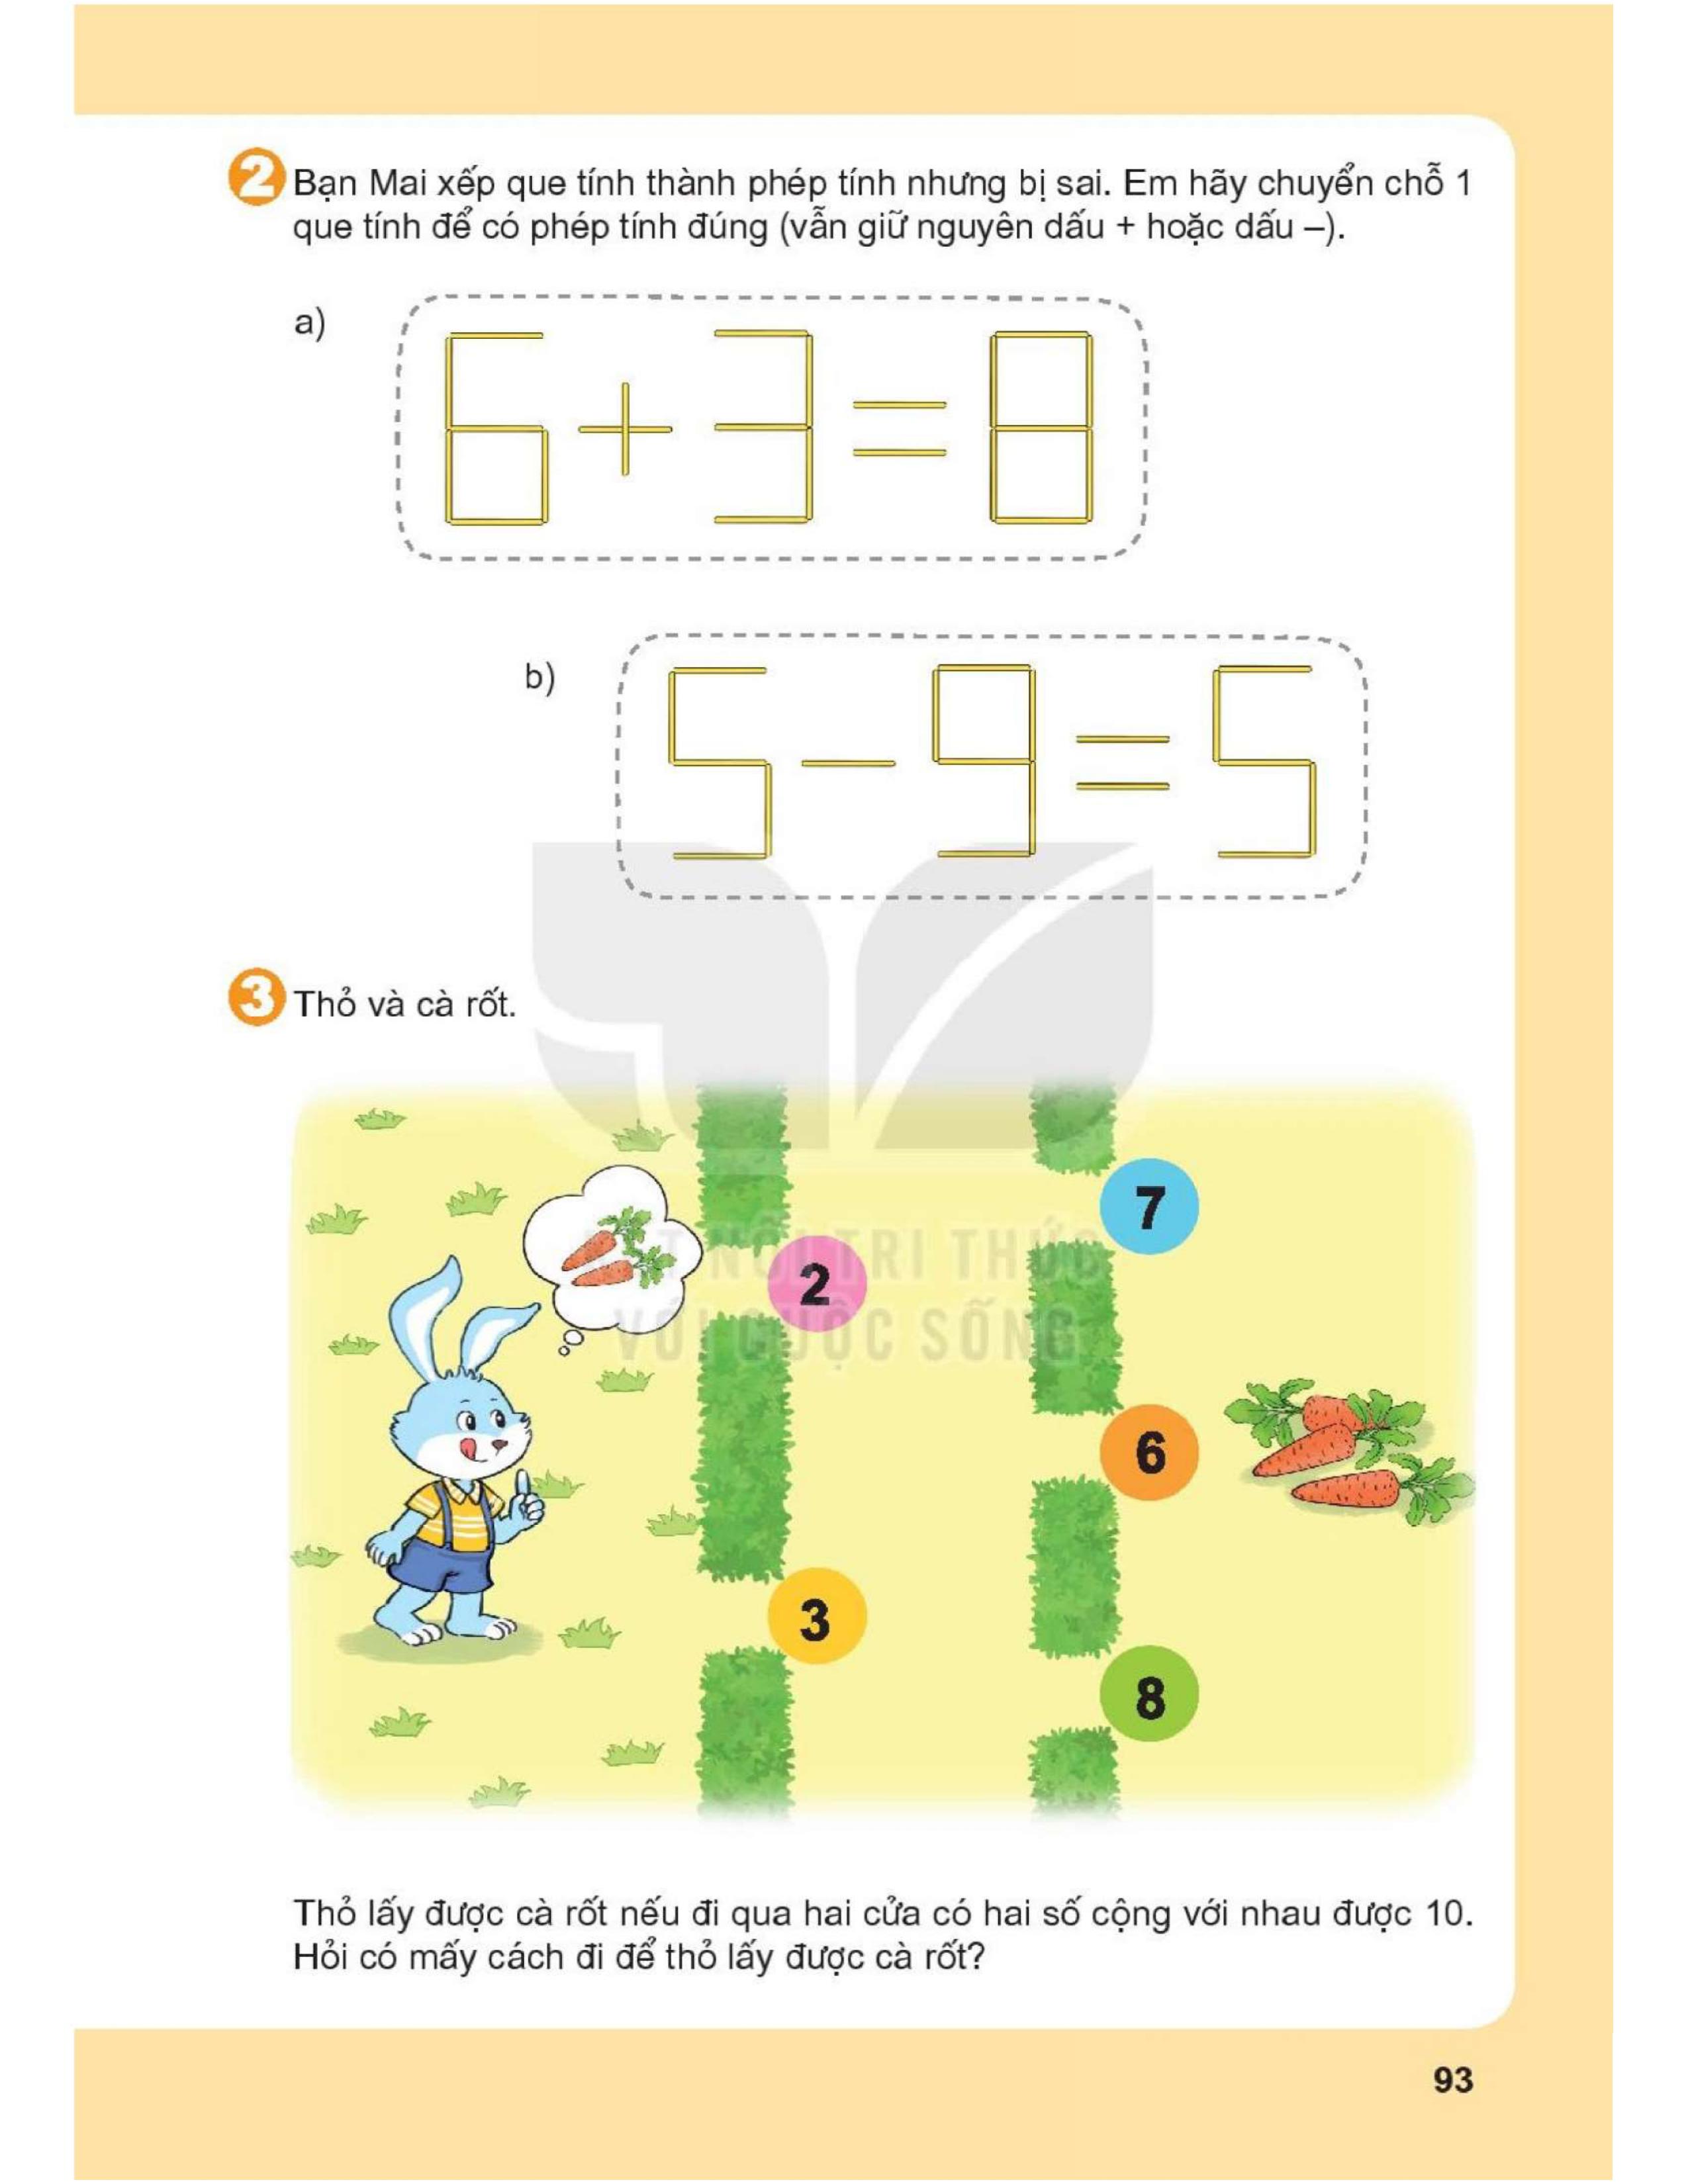 2 Bạn Mai xếp que tính thành phép tính nhưng bị sai. Em hãy chuyển chỗ 1
que tính để có phép tính đúng (vẫn giữ nguyên dấu + hoặc dấu –).
a)
6 + 3 = 8
b)
5 – 9 = 5
3 Thỏ và cà rốt.
7
NỐI TRI THỨC
2
VỚI CUỘC SỐNG
6
3
8
Thỏ lấy được cà rốt nếu đi qua hai cửa có hai số cộng với nhau được 10.
Hỏi có mấy cách đi để thỏ lấy được cà rốt?
93